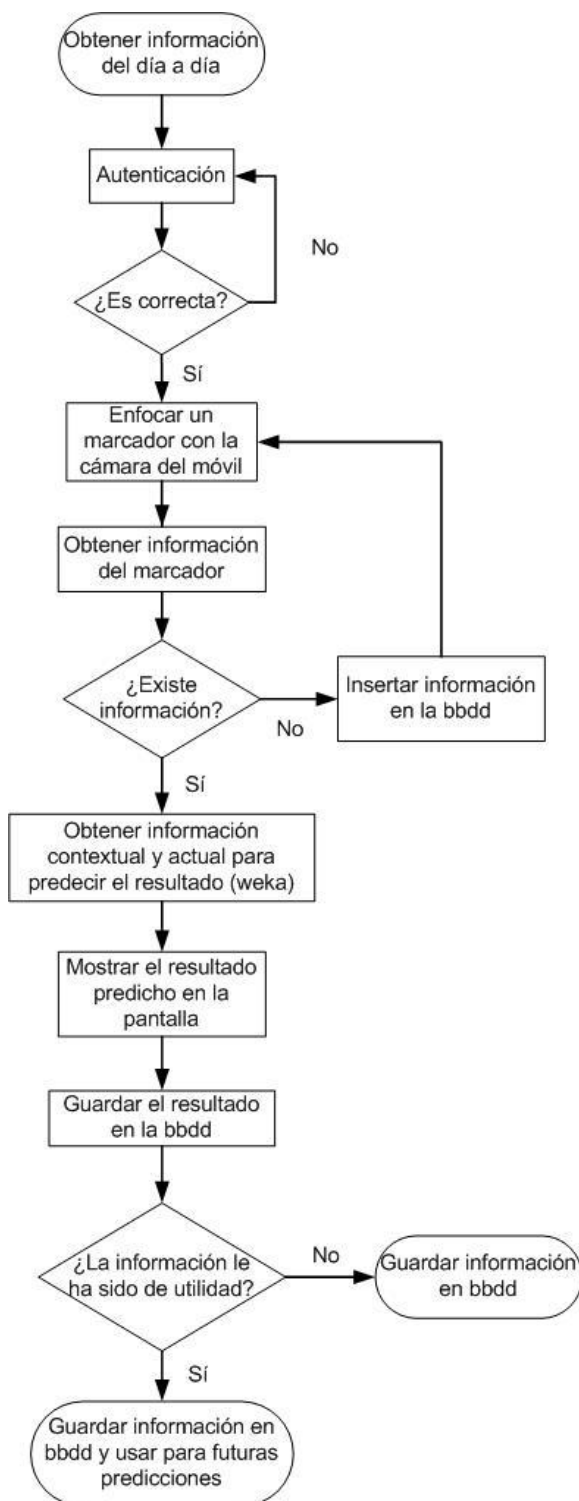 Obtener información
del día a día
Autenticación
No
¿Es correcta?
Sí
Enfocar un
marcador con la
cámara del móvil
Obtener información
del marcador
¿Existe
información?
No
Insertar información
en la bbdd
Sí
Obtener información
contextual y actual para
predecir el resultado (weka)
Mostrar el resultado
predicho en la
pantalla
Guardar el resultado
en la bbdd
¿La información le
ha sido de utilidad?
No
Guardar información
en bbdd
Sí
Guardar información en
bbdd y usar para futuras
predicciones